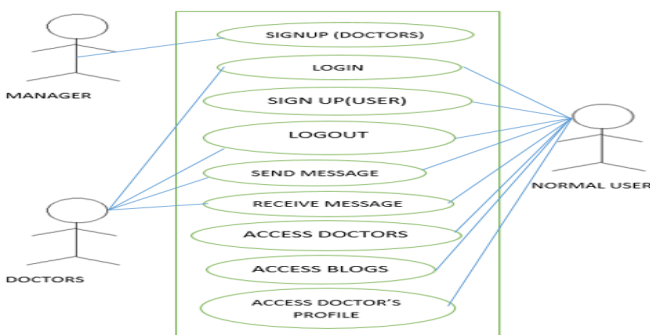 SIGNUP (DOCTORS)
LOGIN
MANAGER
SIGN UP(USER)
LOGOUT
SEND MESSAGE
NORMAL USER
RECEIVE MESSAGE
ACCESS DOCTORS
ACCESS BLOGS
DOCTORS
ACCESS DOCTOR'S
PROFILE